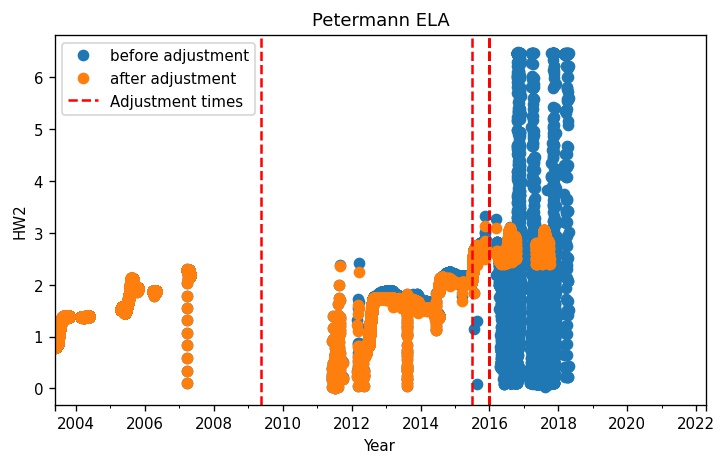 Petermann ELA
before adjustment
after adjustment
Adjustment times
HW2
6
5
4
3
2
1
0
2004 2006 2008 2010 2012 2014 2016 2018 2020 2022
Year